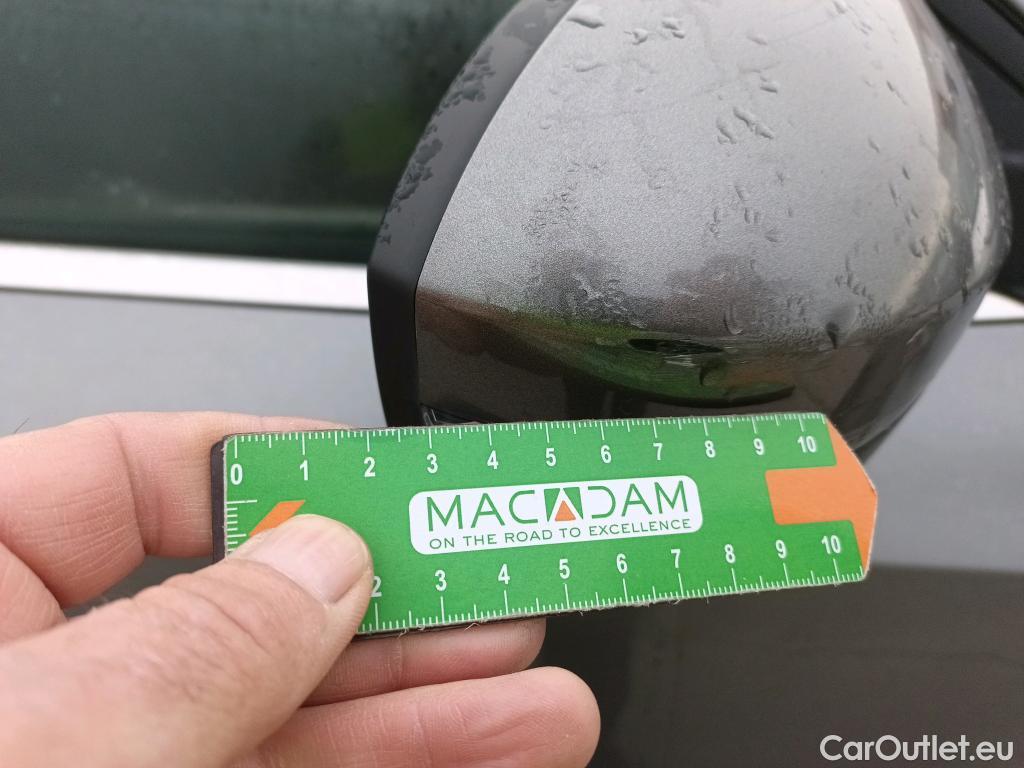 0 1 2 3 4 5 6 7 8 9 10
MACADAM
ON THE ROAD TO EXCELLENCE
2 3 4 5 6 7 8 9 10
CarOutlet.eu